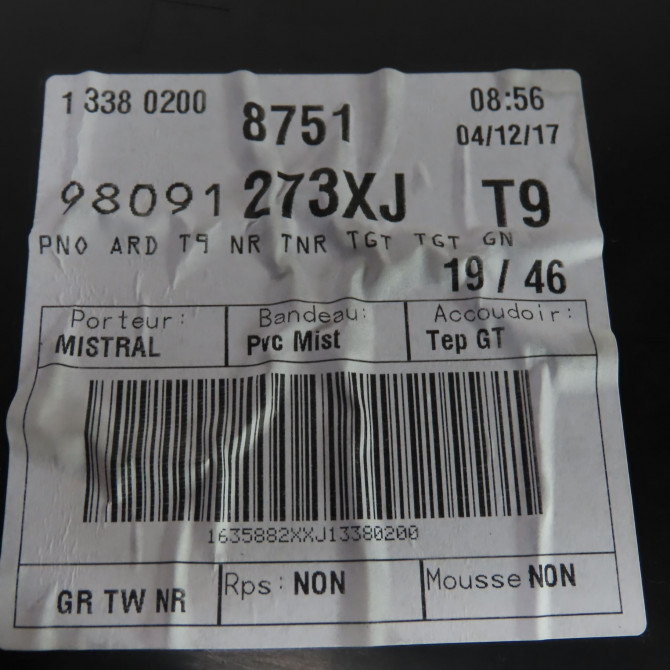 1 338 0200 8751 08:56
04/12/17
98091 273XJ T9
PNO ARD T9 NR TNR TGT TGT GN
19 / 46
Porteur: Bandeau: Accoudoir:
MISTRAL Pvc Mist Tep GT
1635882XXJ13380200
GR TW NR Rps: NON Mousse NON